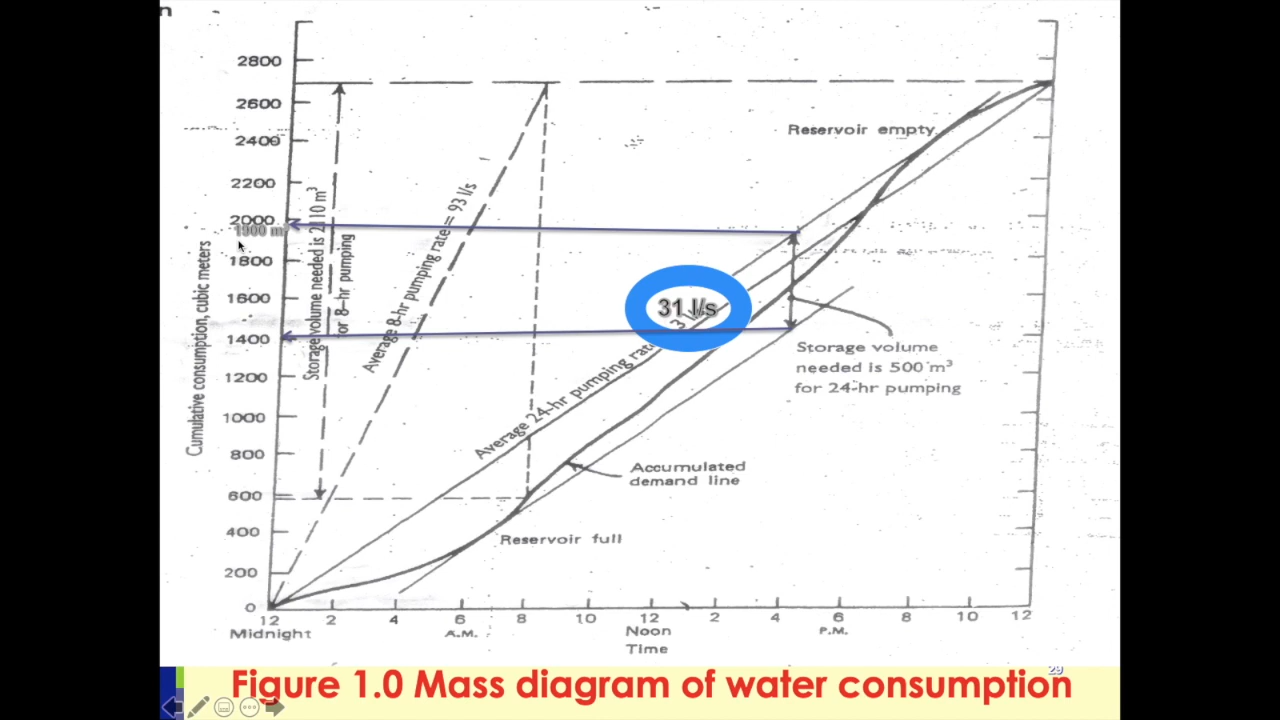 n
2800
2600
2400
2200
2000
1900 m
1800
1600
1400
1200
1000
800
600
400
200
0
Cumulative consumption, cubic meters
Storage volume needed is 2110 m³
for 8-hr pumping
Average 8-hr pumping rate = 93 l/s
Reservoir empty
31 l/s
Average 24-hr pumping rate
Storage volume
needed is 500 m³
for 24-hr pumping
Accumulated
demand line
Reservoir full
12 2 4 6 8 10 12 2 4 6 8 10 12
Midnight A.M. Noon P.M.
Time
29
Figure 1.0 Mass diagram of water consumption